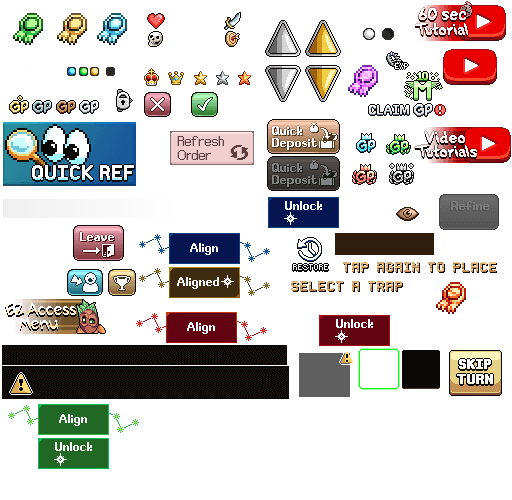 60 sec
Tutorial
EXP
10
M
CLAIM GP!
GP GP GP GP
QUICK REF
Refresh
Order
Quick
Deposit
Quick
Deposit
GP GP
GP GP
Video
Tutorials
Unlock
Refine
Leave
Align
RESTORE
TAP AGAIN TO PLACE
Aligned
SELECT A TRAP
EZ Access
Menu
Align
Unlock
SKIP
TURN
Align
Unlock